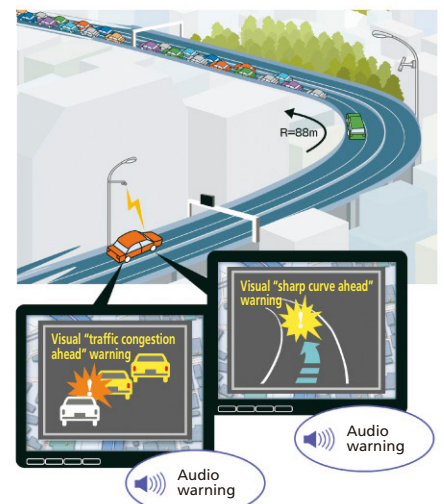 R=88m
Visual "sharp curve ahead"
warning
Visual "traffic congestion
ahead" warning
Audio
warning
Audio
warning